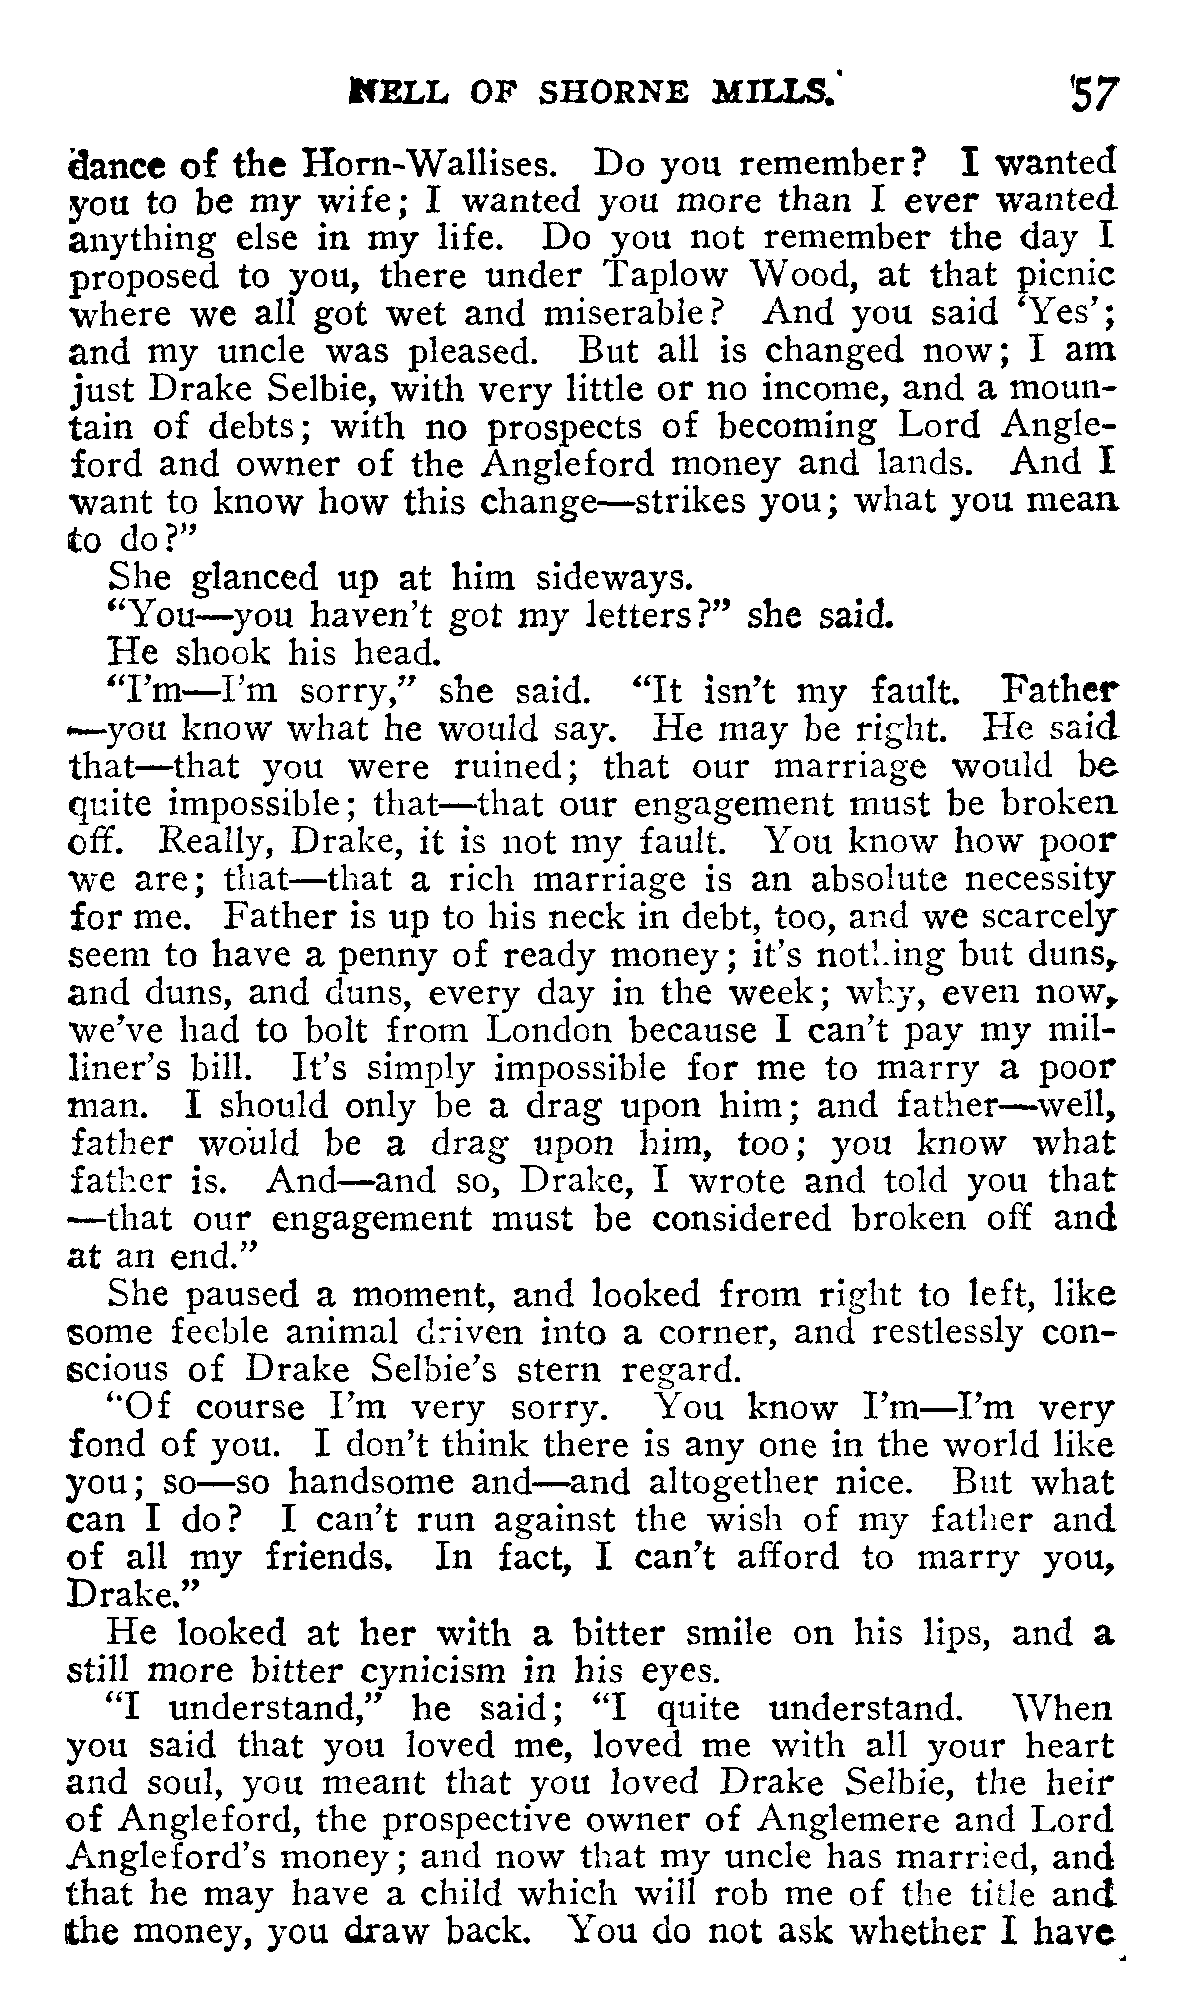 NELL OF SHORNE MILLS. 57
dance of the Horn-Wallises. Do you remember? I wanted
you to be my wife; I wanted you more than I ever wanted
anything else in my life. Do you not remember the day I
proposed to you, there under Taplow Wood, at that picnic
where we all got wet and miserable? And you said ‘Yes’;
and my uncle was pleased. But all is changed now; I am
just Drake Selbie, with very little or no income, and a moun-
tain of debts; with no prospects of becoming Lord Angle-
ford and owner of the Angleford money and lands. And I
want to know how this change—strikes you; what you mean
to do?”
She glanced up at him sideways.
“You—you haven’t got my letters?” she said.
He shook his head.
“I’m—I’m sorry,” she said. “It isn’t my fault. Father
—you know what he would say. He may be right. He said
that—that you were ruined; that our marriage would be
quite impossible; that—that our engagement must be broken
off. Really, Drake, it is not my fault. You know how poor
we are; that—that a rich marriage is an absolute necessity
for me. Father is up to his neck in debt, too, and we scarcely
seem to have a penny of ready money; it’s nothing but duns,
and duns, and duns, every day in the week; why, even now,
we’ve had to bolt from London because I can’t pay my mil-
liner’s bill. It’s simply impossible for me to marry a poor
man. I should only be a drag upon him; and father—well,
father would be a drag upon him, too; you know what
father is. And—and so, Drake, I wrote and told you that
—that our engagement must be considered broken off and
at an end.”
She paused a moment, and looked from right to left, like
some feeble animal driven into a corner, and restlessly con-
scious of Drake Selbie’s stern regard.
“Of course I’m very sorry. You know I’m—I’m very
fond of you. I don’t think there is any one in the world like
you; so—so handsome and—and altogether nice. But what
can I do? I can’t run against the wish of my father and
of all my friends. In fact, I can’t afford to marry you,
Drake.”
He looked at her with a bitter smile on his lips, and a
still more bitter cynicism in his eyes.
“I understand,” he said; “I quite understand. When
you said that you loved me, loved me with all your heart
and soul, you meant that you loved Drake Selbie, the heir
of Angleford, the prospective owner of Anglemere and Lord
Angleford’s money; and now that my uncle has married, and
that he may have a child which will rob me of the title and
the money, you draw back. You do not ask whether I have